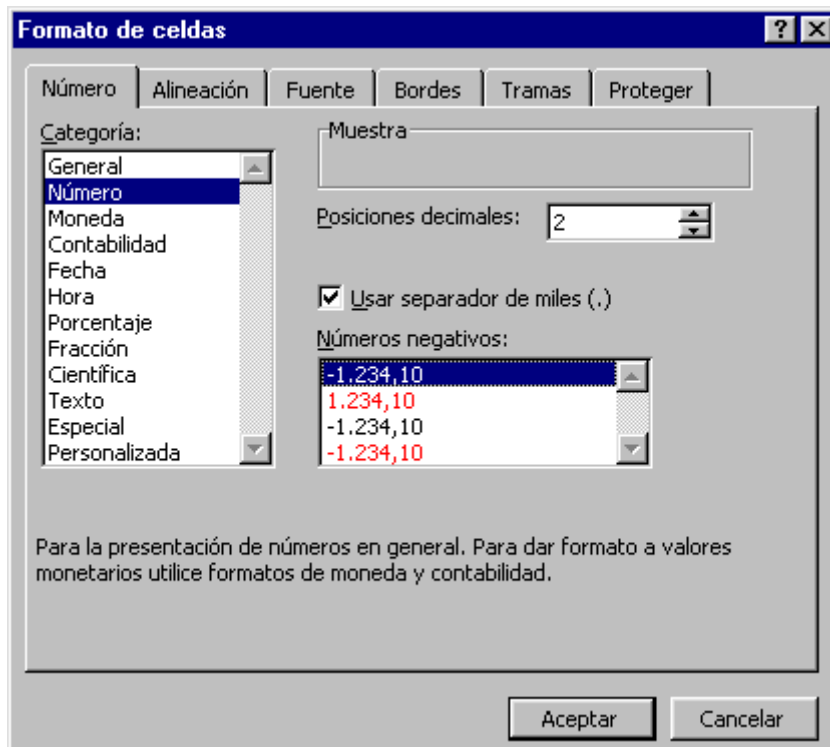 Formato de celdas
Número Alineación Fuente Bordes Tramas Proteger
Categoría:
General
Número
Moneda
Contabilidad
Fecha
Hora
Porcentaje
Fracción
Científica
Texto
Especial
Personalizada
Muestra
Posiciones decimales: 2
Usar separador de miles (.)
Números negativos:
-1.234,10
1.234,10
-1.234,10
-1.234,10
Para la presentación de números en general. Para dar formato a valores
monetarios utilice formatos de moneda y contabilidad.
Aceptar Cancelar